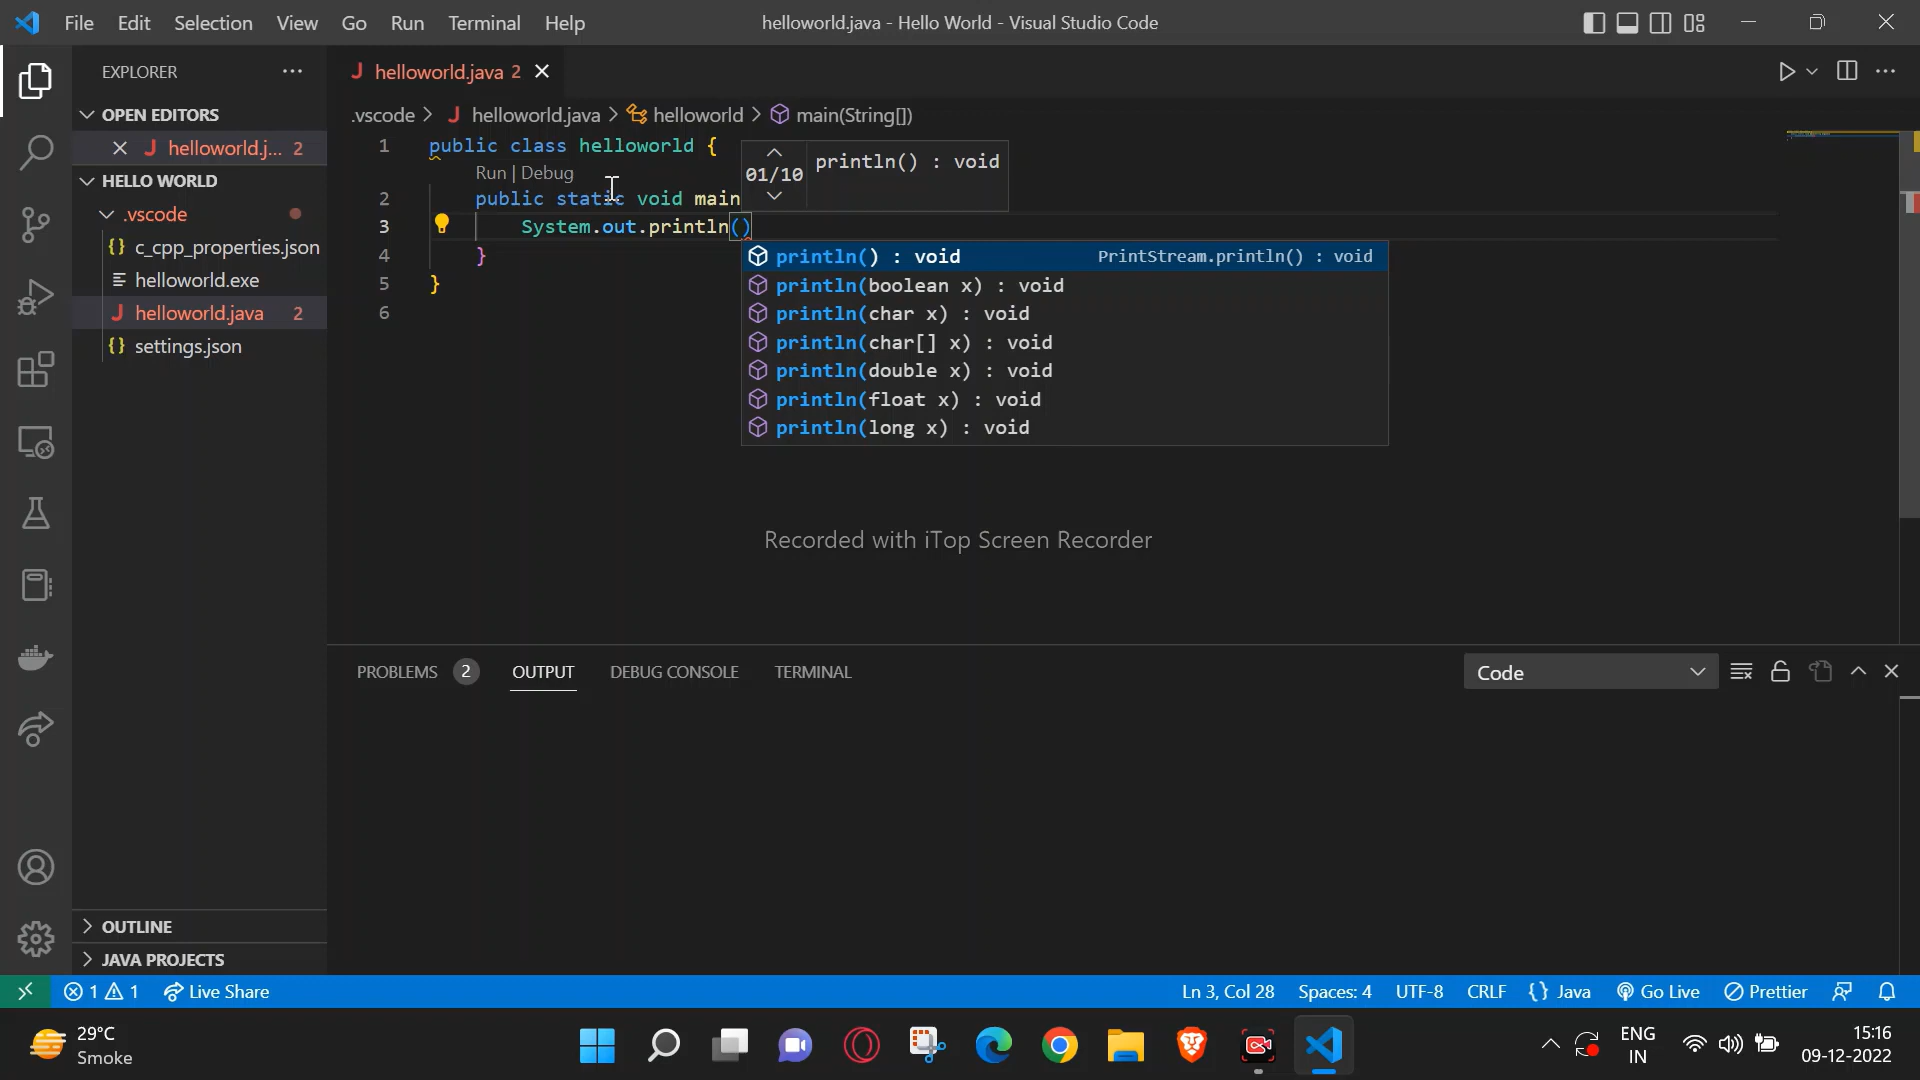 File Edit Selection View Go Run Terminal Help
helloworld.java - Hello World - Visual Studio Code
EXPLORER
helloworld.java 2
OPEN EDITORS
helloworld.j... 2
HELLO WORLD
.vscode
c_cpp_properties.json
helloworld.exe
helloworld.java 2
settings.json
OUTLINE
JAVA PROJECTS
.vscode > helloworld.java > helloworld > main(String[])
1 public class helloworld {
Run | Debug
2 public static void main
3 System.out.println()
4 }
5 }
6
01/10 println() : void
println() : void PrintStream.println() : void
println(boolean x) : void
println(char x) : void
println(char[] x) : void
println(double x) : void
println(float x) : void
println(long x) : void
Recorded with iTop Screen Recorder
PROBLEMS 2 OUTPUT DEBUG CONSOLE TERMINAL
Code
1 1 Live Share
Ln 3, Col 28 Spaces: 4 UTF-8 CRLF {} Java Go Live Prettier
29°C
Smoke
ENG
IN
15:16
09-12-2022